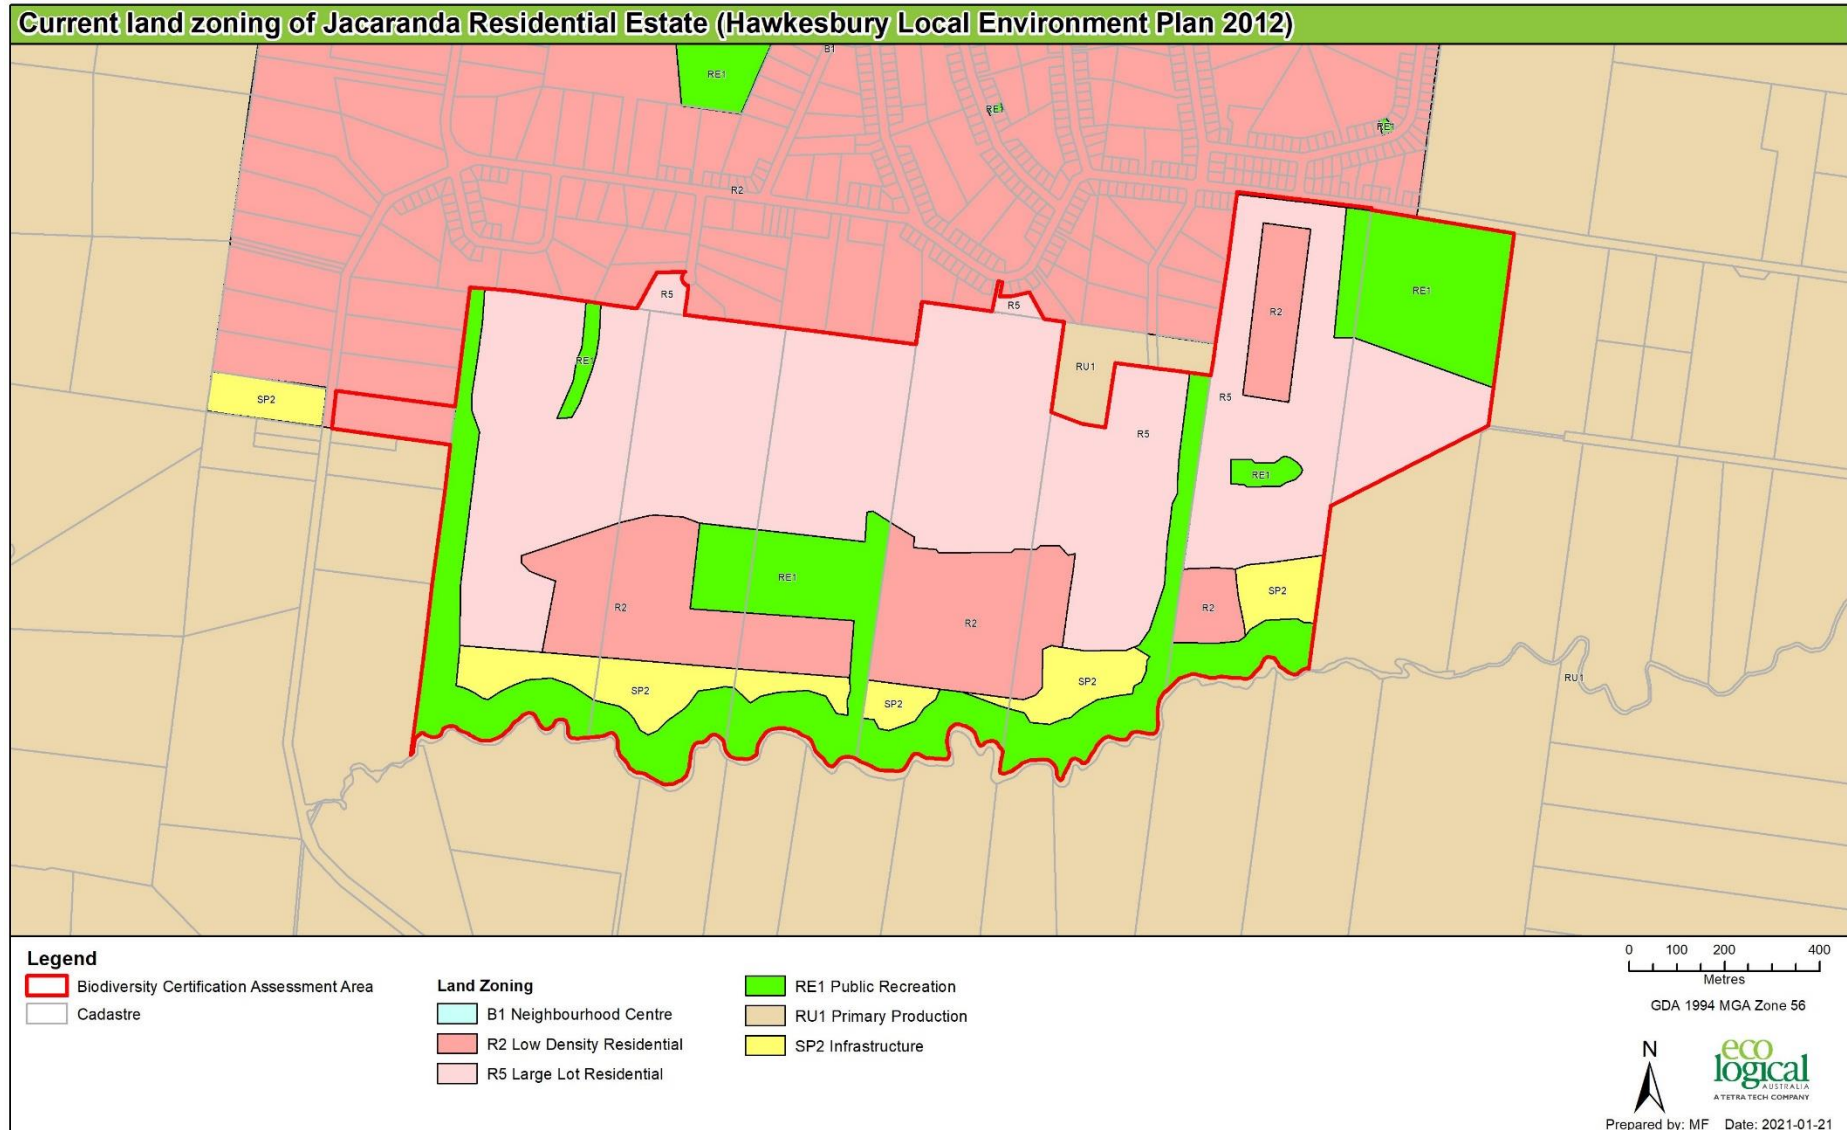 Current land zoning of Jacaranda Residential Estate (Hawkesbury Local Environment Plan 2012)
B1
RE1
RE1
RE1
R2
R5
R5
RE1
R2
RE1
RU1
SP2
R5
R5
RE1
RE1
R2
R2
R2
SP2
RU1
SP2
SP2
SP2
Legend
Biodiversity Certification Assessment Area
Cadastre
Land Zoning
B1 Neighbourhood Centre
R2 Low Density Residential
R5 Large Lot Residential
RE1 Public Recreation
RU1 Primary Production
SP2 Infrastructure
0 100 200 400
Metres
GDA 1994 MGA Zone 56
N
eco
logical
AUSTRALIA
A TETRA TECH COMPANY
Prepared by: MF Date: 2021-01-21